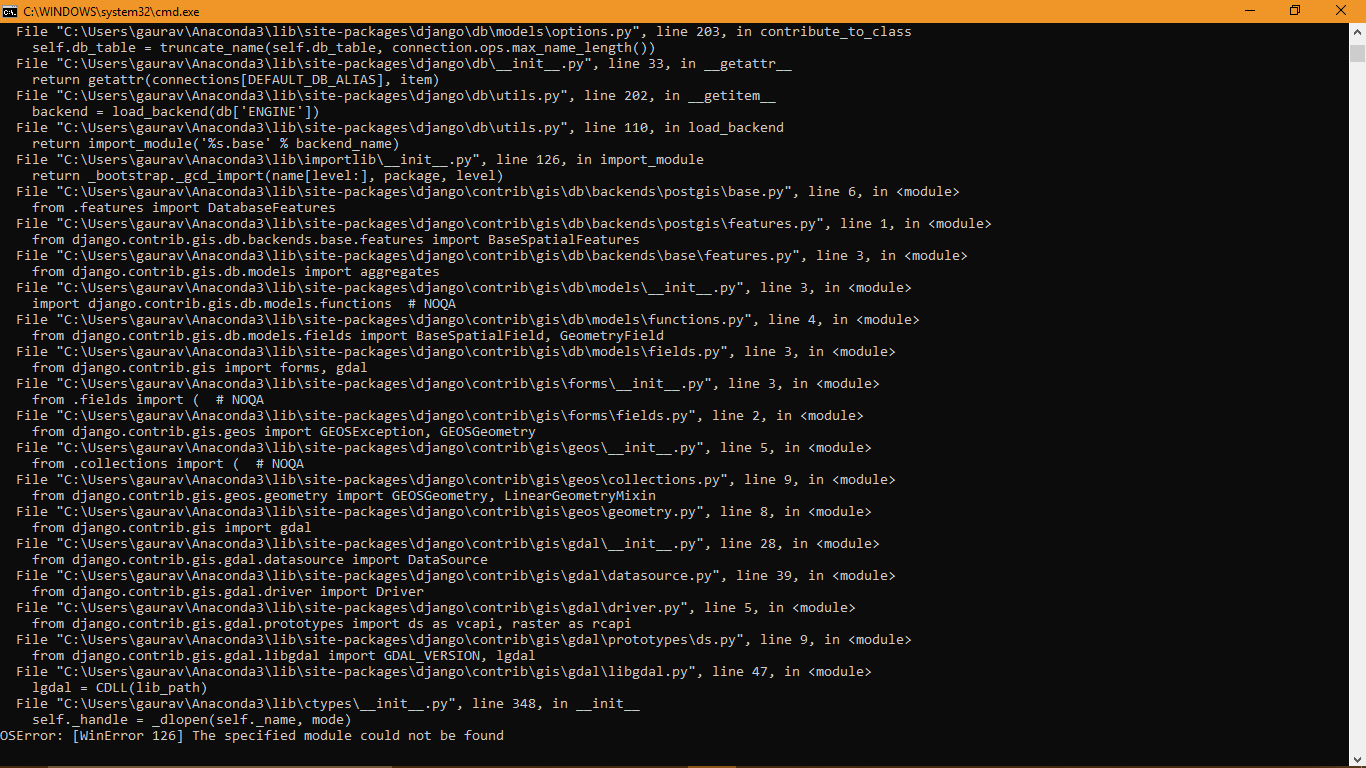 C:\WINDOWS\system32\cmd.exe
File "C:\Users\gaurav\Anaconda3\lib\site-packages\django\db\models\options.py", line 203, in contribute_to_class
self.db_table = truncate_name(self.db_table, connection.ops.max_name_length())
File "C:\Users\gaurav\Anaconda3\lib\site-packages\django\db\__init__.py", line 33, in __getattr__
return getattr(connections[DEFAULT_DB_ALIAS], item)
File "C:\Users\gaurav\Anaconda3\lib\site-packages\django\db\utils.py", line 202, in __getitem__
backend = load_backend(db['ENGINE'])
File "C:\Users\gaurav\Anaconda3\lib\site-packages\django\db\utils.py", line 110, in load_backend
return import_module('%s.base' % backend_name)
File "C:\Users\gaurav\Anaconda3\lib\importlib\__init__.py", line 126, in import_module
return _bootstrap._gcd_import(name[level:], package, level)
File "C:\Users\gaurav\Anaconda3\lib\site-packages\django\contrib\gis\db\backends\postgis\base.py", line 6, in <module>
from .features import DatabaseFeatures
File "C:\Users\gaurav\Anaconda3\lib\site-packages\django\contrib\gis\db\backends\postgis\features.py", line 1, in <module>
from django.contrib.gis.db.backends.base.features import BaseSpatialFeatures
File "C:\Users\gaurav\Anaconda3\lib\site-packages\django\contrib\gis\db\backends\base\features.py", line 3, in <module>
from django.contrib.gis.db.models import aggregates
File "C:\Users\gaurav\Anaconda3\lib\site-packages\django\contrib\gis\db\models\__init__.py", line 3, in <module>
import django.contrib.gis.db.models.functions  # NOQA
File "C:\Users\gaurav\Anaconda3\lib\site-packages\django\contrib\gis\db\models\functions.py", line 4, in <module>
from django.contrib.gis.db.models.fields import BaseSpatialField, GeometryField
File "C:\Users\gaurav\Anaconda3\lib\site-packages\django\contrib\gis\db\models\fields.py", line 3, in <module>
from django.contrib.gis import forms, gdal
File "C:\Users\gaurav\Anaconda3\lib\site-packages\django\contrib\gis\forms\__init__.py", line 3, in <module>
from .fields import (  # NOQA
File "C:\Users\gaurav\Anaconda3\lib\site-packages\django\contrib\gis\forms\fields.py", line 2, in <module>
from django.contrib.gis.geos import GEOSException, GEOSGeometry
File "C:\Users\gaurav\Anaconda3\lib\site-packages\django\contrib\gis\geos\__init__.py", line 5, in <module>
from .collections import (  # NOQA
File "C:\Users\gaurav\Anaconda3\lib\site-packages\django\contrib\gis\geos\collections.py", line 9, in <module>
from django.contrib.gis.geos.geometry import GEOSGeometry, LinearGeometryMixin
File "C:\Users\gaurav\Anaconda3\lib\site-packages\django\contrib\gis\geos\geometry.py", line 8, in <module>
from django.contrib.gis import gdal
File "C:\Users\gaurav\Anaconda3\lib\site-packages\django\contrib\gis\gdal\__init__.py", line 28, in <module>
from django.contrib.gis.gdal.datasource import DataSource
File "C:\Users\gaurav\Anaconda3\lib\site-packages\django\contrib\gis\gdal\datasource.py", line 39, in <module>
from django.contrib.gis.gdal.driver import Driver
File "C:\Users\gaurav\Anaconda3\lib\site-packages\django\contrib\gis\gdal\driver.py", line 5, in <module>
from django.contrib.gis.gdal.prototypes import ds as vcapi, raster as rcapi
File "C:\Users\gaurav\Anaconda3\lib\site-packages\django\contrib\gis\gdal\prototypes\ds.py", line 9, in <module>
from django.contrib.gis.gdal.libgdal import GDAL_VERSION, lgdal
File "C:\Users\gaurav\Anaconda3\lib\site-packages\django\contrib\gis\gdal\libgdal.py", line 47, in <module>
lgdal = CDLL(lib_path)
File "C:\Users\gaurav\Anaconda3\lib\ctypes\__init__.py", line 348, in __init__
self._handle = _dlopen(self._name, mode)
OSError: [WinError 126] The specified module could not be found